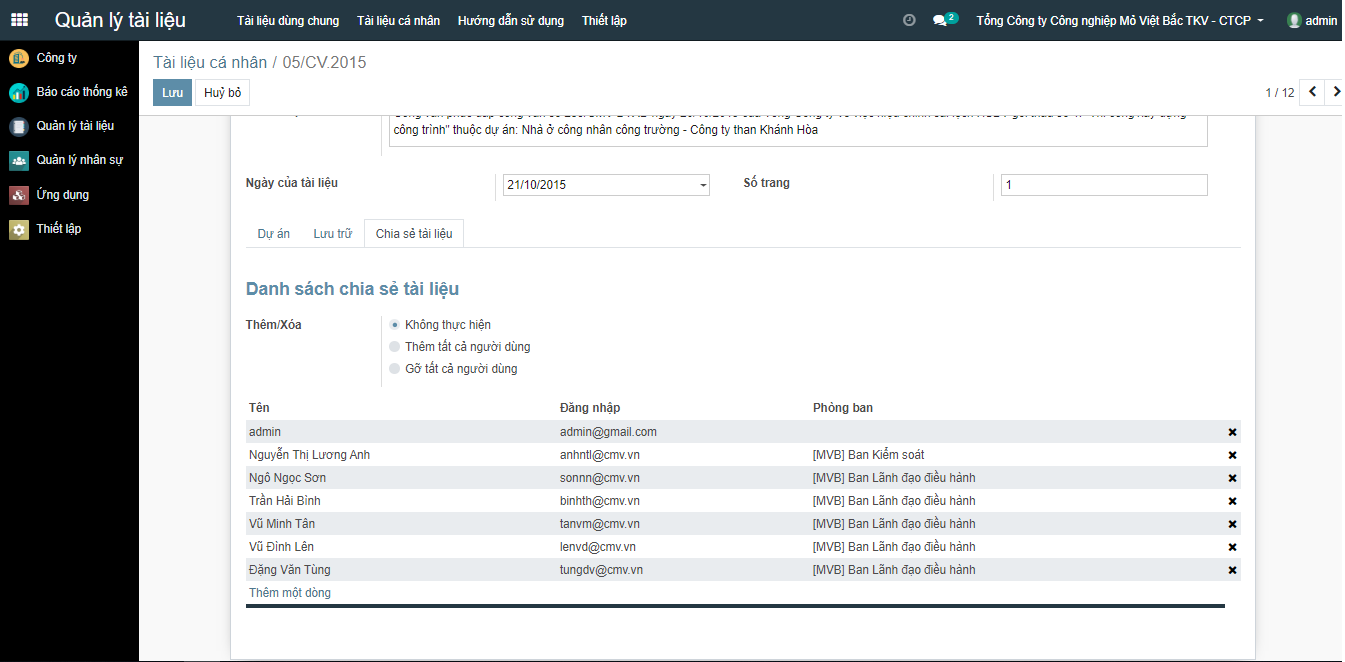 Quản lý tài liệu
Tài liệu dùng chung
Tài liệu cá nhân
Hướng dẫn sử dụng
Thiết lập
2
Tổng Công ty Công nghiệp Mỏ Việt Bắc TKV - CTCP
admin
Công ty
Báo cáo thống kê
Quản lý tài liệu
Quản lý nhân sự
Ứng dụng
Thiết lập
Tài liệu cá nhân / 05/CV.2015
Lưu
Huỷ bỏ
1 / 12
công trình" thuộc dự án: Nhà ở công nhân công trường - Công ty than Khánh Hòa
Ngày của tài liệu
21/10/2015
Số trang
1
Dự án
Lưu trữ
Chia sẻ tài liệu
Danh sách chia sẻ tài liệu
Thêm/Xóa
Không thực hiện
Thêm tất cả người dùng
Gỡ tất cả người dùng
Tên Đăng nhập Phòng ban
admin admin@gmail.com
Nguyễn Thị Lương Anh anhntl@cmv.vn [MVB] Ban Kiểm soát
Ngô Ngọc Sơn sonnn@cmv.vn [MVB] Ban Lãnh đạo điều hành
Trần Hải Bình binhth@cmv.vn [MVB] Ban Lãnh đạo điều hành
Vũ Minh Tân tanvm@cmv.vn [MVB] Ban Lãnh đạo điều hành
Vũ Đình Lên lenvd@cmv.vn [MVB] Ban Lãnh đạo điều hành
Đặng Văn Tùng tungdv@cmv.vn [MVB] Ban Lãnh đạo điều hành
Thêm một dòng